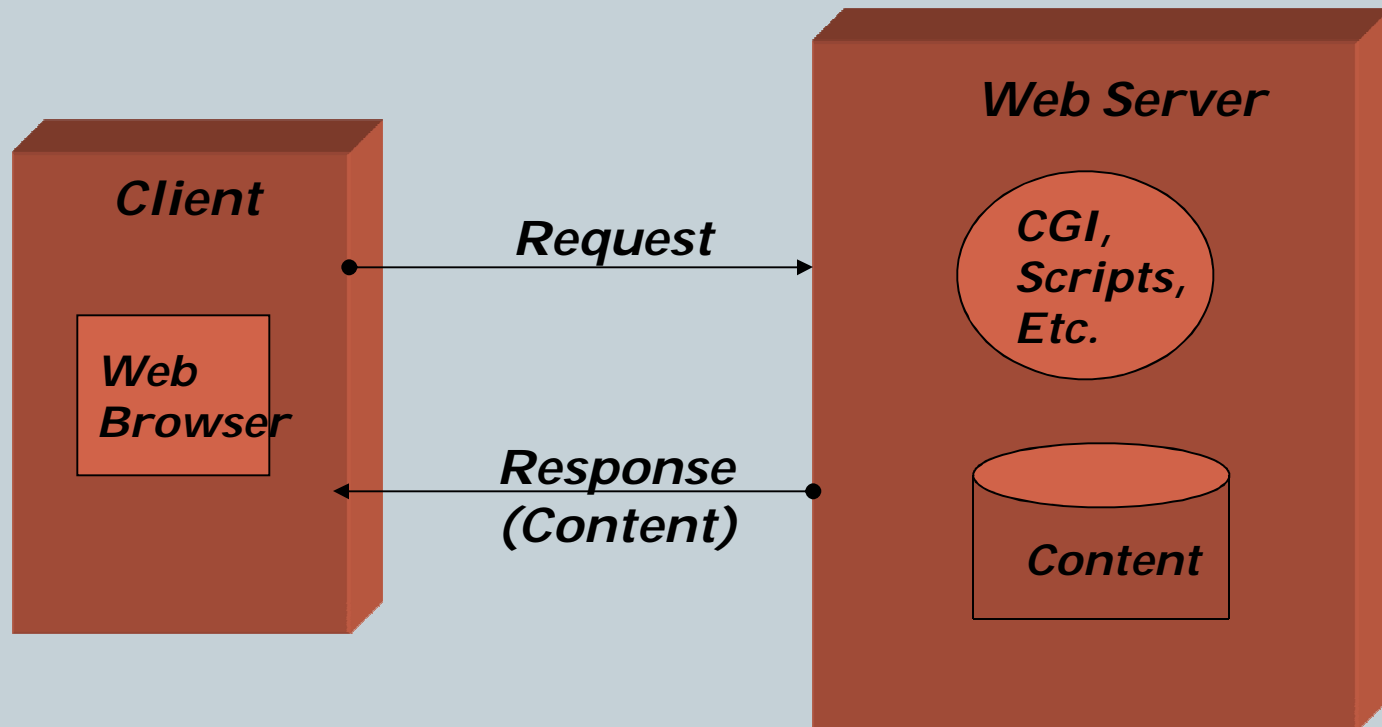 Web Server
Client
Request
CGI,
Scripts,
Etc.
Web
Browser
Response
(Content)
Content